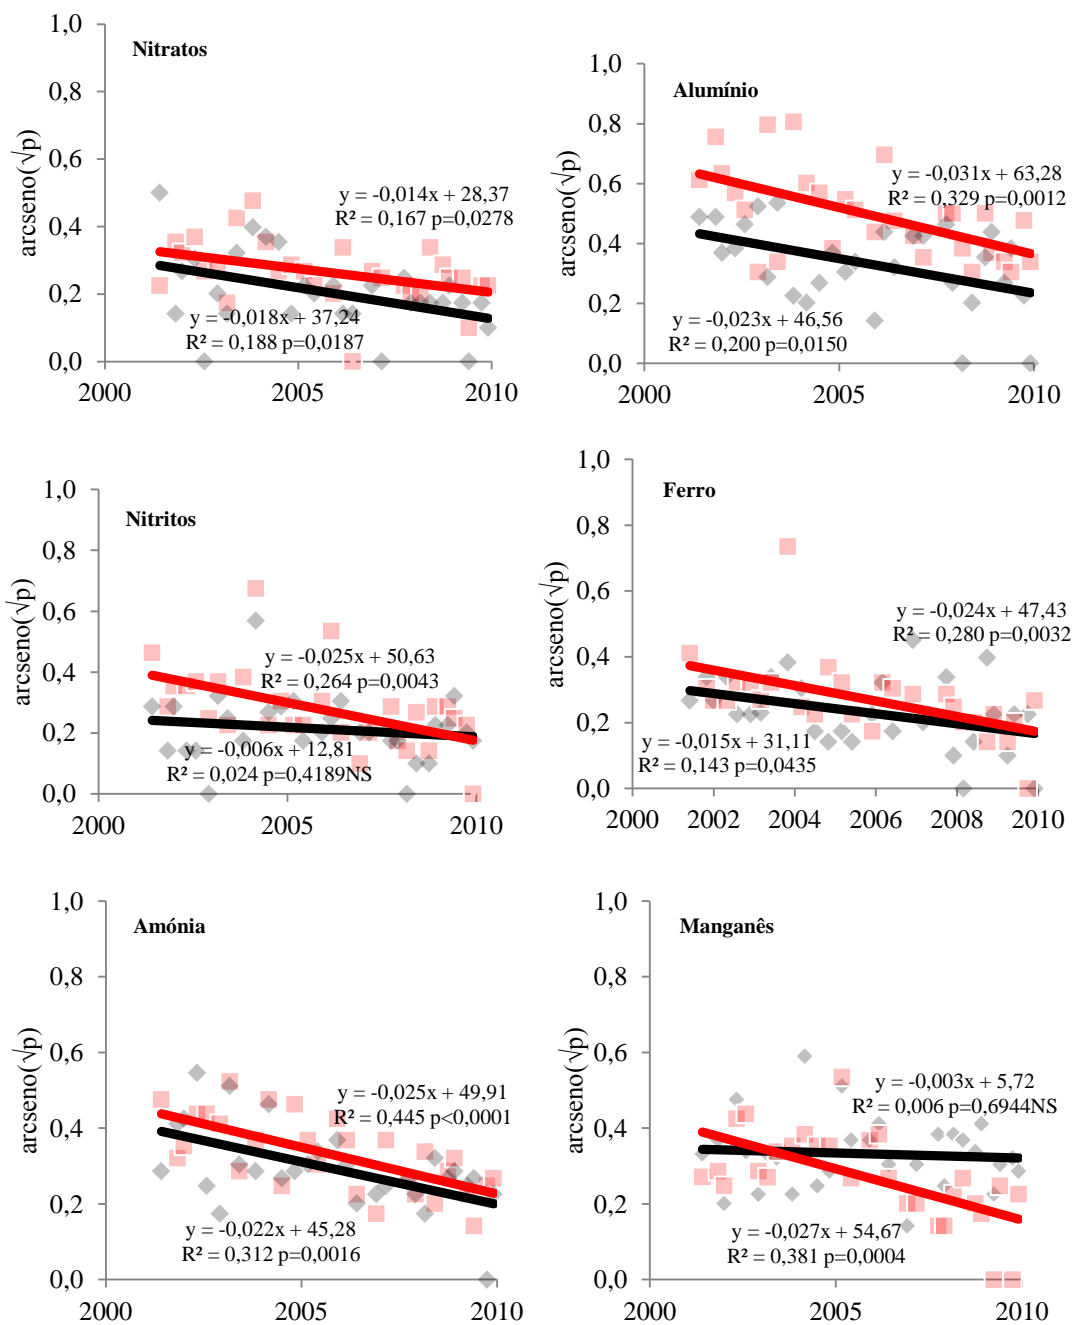 Nitratos
1,0
0,8
0,6
0,4
0,2
0,0
arcseno(√p)
y = -0,014x + 28,37
R² = 0,167 p=0,0278
y = -0,018x + 37,24
R² = 0,188 p=0,0187
2000
2005
2010
Alumínio
1,0
0,8
0,6
0,4
0,2
0,0
arcseno(√p)
y = -0,031x + 63,28
R² = 0,329 p=0,0012
y = -0,023x + 46,56
R² = 0,200 p=0,0150
2000
2005
2010
Nitritos
1,0
0,8
0,6
0,4
0,2
0,0
arcseno(√p)
y = -0,025x + 50,63
R² = 0,264 p=0,0043
y = -0,006x + 12,81
R² = 0,024 p=0,4189NS
2000
2005
2010
Ferro
1,0
0,8
0,6
0,4
0,2
0,0
arcseno(√p)
y = -0,024x + 47,43
R² = 0,280 p=0,0032
y = -0,015x + 31,11
R² = 0,143 p=0,0435
2000
2002
2004
2006
2008
2010
Amónia
1,0
0,8
0,6
0,4
0,2
0,0
arcseno(√p)
y = -0,025x + 49,91
R² = 0,445 p<0,0001
y = -0,022x + 45,28
R² = 0,312 p=0,0016
2000
2005
2010
Manganês
1,0
0,8
0,6
0,4
0,2
0,0
arcseno(√p)
y = -0,003x + 5,72
R² = 0,006 p=0,6944NS
y = -0,027x + 54,67
R² = 0,381 p=0,0004
2000
2005
2010